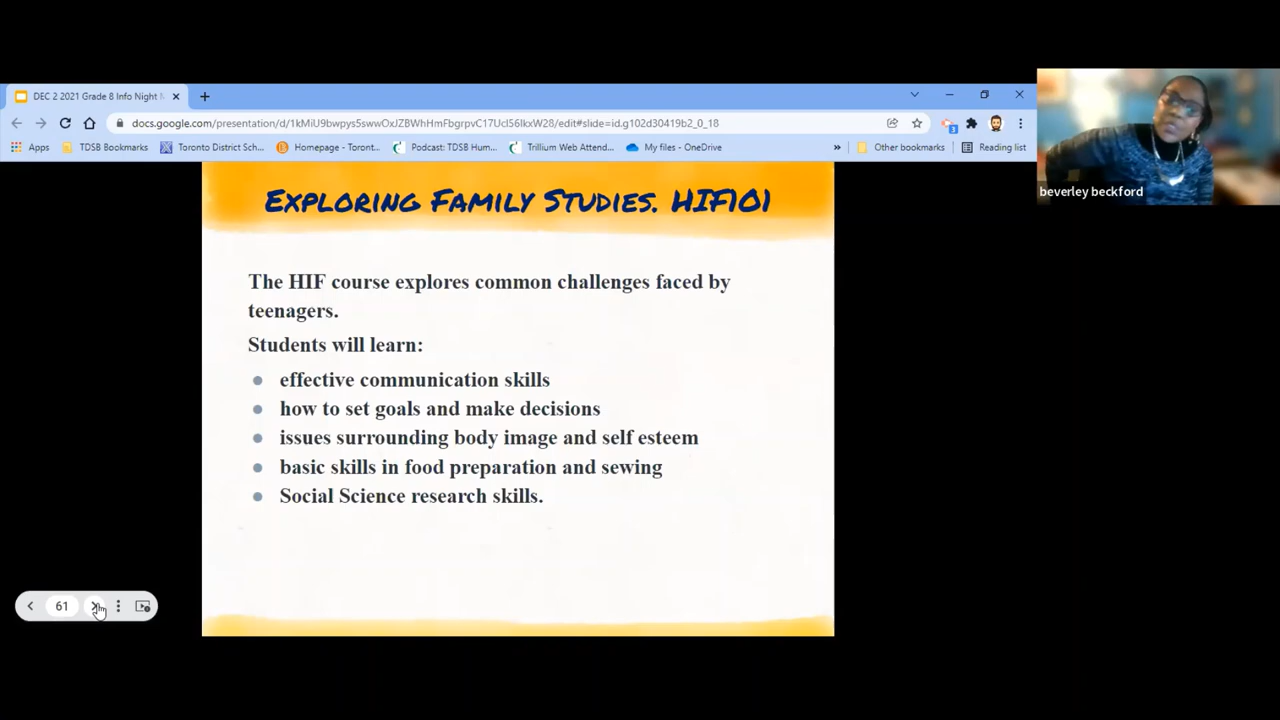 DEC 2 2021 Grade 8 Info Night
docs.google.com/presentation/d/1kMiU9bwpys5swwOxJZBWhHmFbgrpvC17UcI56IkxW28/edit#slide=id.g102d30419b2_0_18
3
Apps TDSB Bookmarks Toronto District Sch... Homepage - Toront... Podcast: TDSB Hum... Trillium Web Attend... My files - OneDrive » Other bookmarks Reading list
beverley beckford
Exploring Family Studies. HIF1O1
The HIF course explores common challenges faced by
teenagers.
Students will learn:
effective communication skills
how to set goals and make decisions
issues surrounding body image and self esteem
basic skills in food preparation and sewing
Social Science research skills.
61